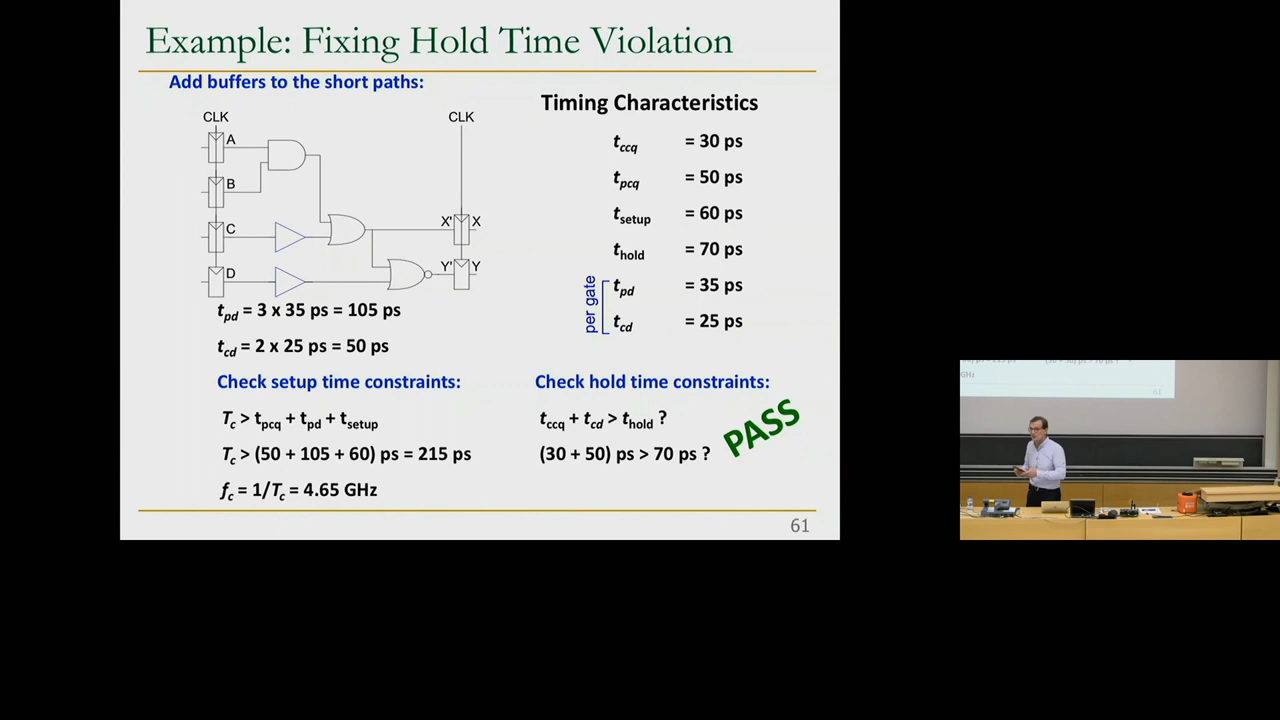 Example: Fixing Hold Time Violation
Add buffers to the short paths:
CLK
CLK
A
B
C
D
X'
X
Y'
Y
t_pd = 3 x 35 ps = 105 ps
t_cd = 2 x 25 ps = 50 ps
Timing Characteristics
t_ccq = 30 ps
t_pcq = 50 ps
t_setup = 60 ps
t_hold = 70 ps
per gate
t_pd = 35 ps
t_cd = 25 ps
Check setup time constraints:
T_c > t_pcq + t_pd + t_setup
T_c > (50 + 105 + 60) ps = 215 ps
f_c = 1/T_c = 4.65 GHz
Check hold time constraints:
t_ccq + t_cd > t_hold ?
(30 + 50) ps > 70 ps ?
PASS
61
GHz
61